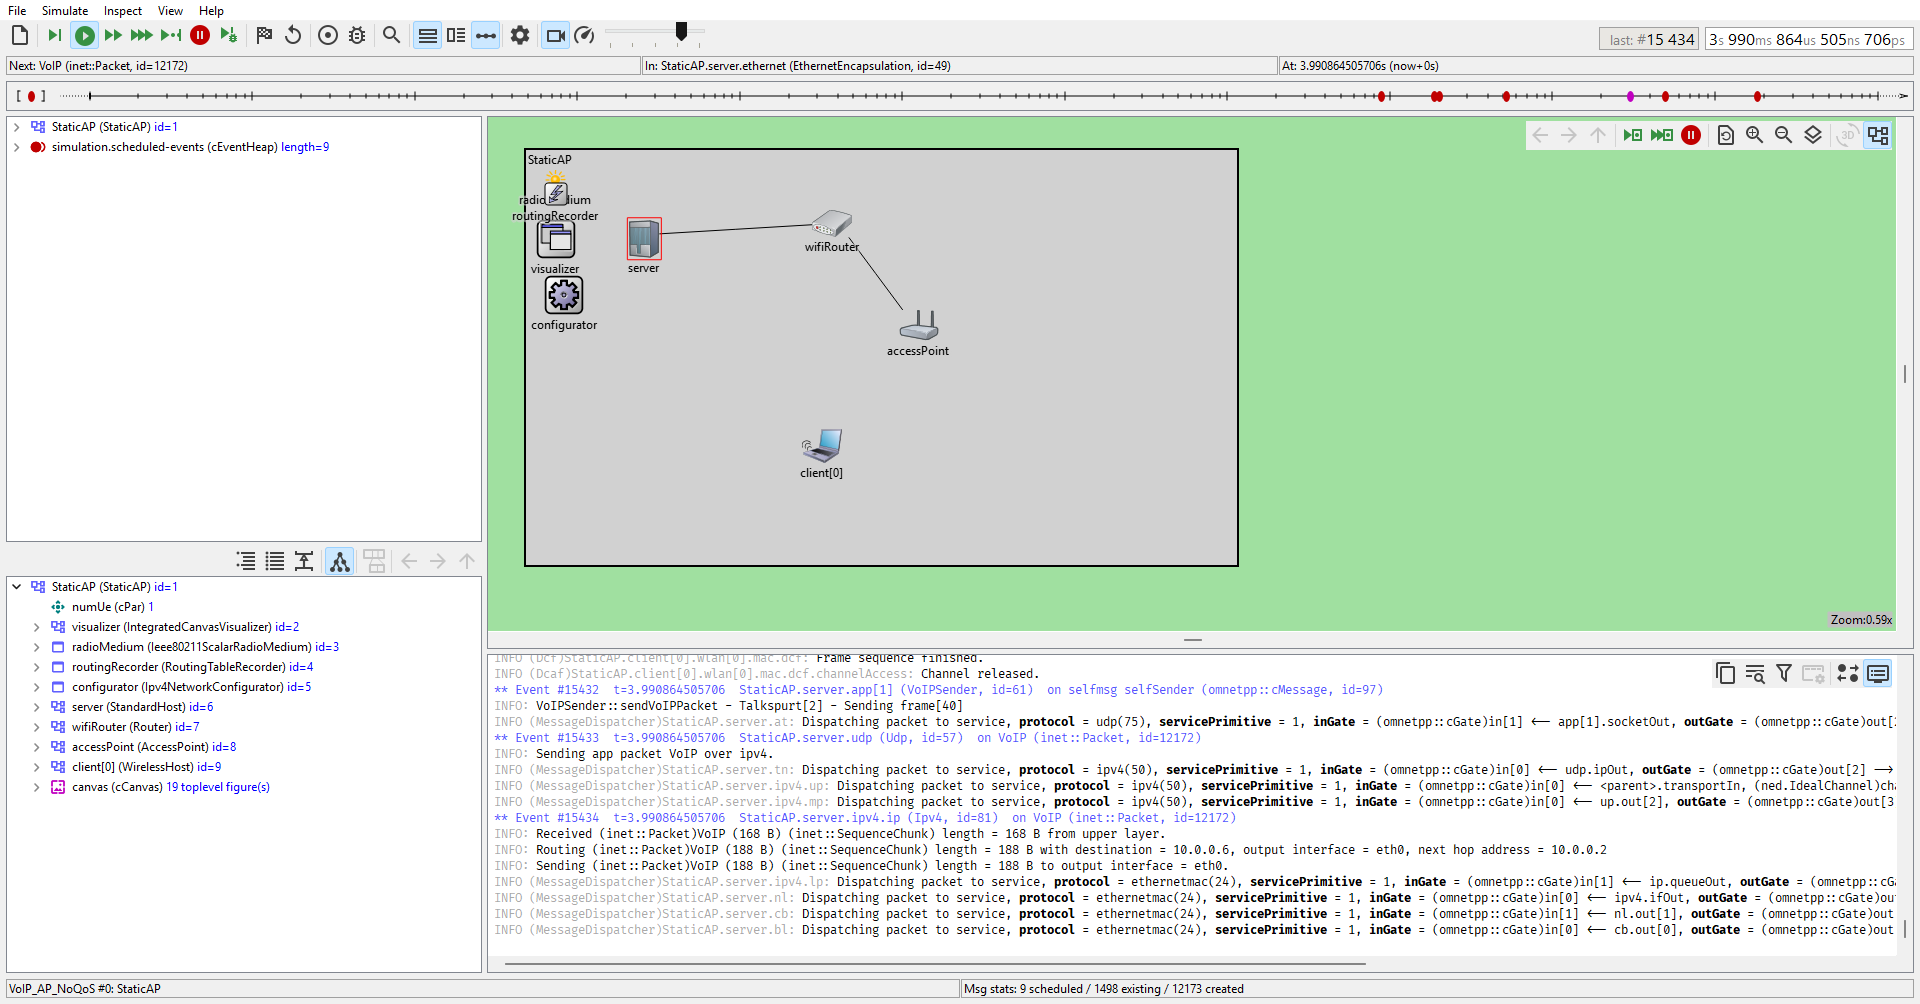 File Simulate Inspect View Help
last: #15 434 3s 990ms 864us 505ns 706ps
Next: VoIP (inet::Packet, id=12172) In: StaticAP.server.ethernet (EthernetEncapsulation, id=49) At: 3.990864505706s (now+0s)
StaticAP (StaticAP) id=1
simulation.scheduled-events (cEventHeap) length=9
3D
StaticAP
routingRecorder
visualizer
configurator
server
wifiRouter
accessPoint
client[0]
Zoom:0.59x
StaticAP (StaticAP) id=1
numUe (cPar) 1
visualizer (IntegratedCanvasVisualizer) id=2
radioMedium (Ieee80211ScalarRadioMedium) id=3
routingRecorder (RoutingTableRecorder) id=4
configurator (Ipv4NetworkConfigurator) id=5
server (StandardHost) id=6
wifiRouter (Router) id=7
accessPoint (AccessPoint) id=8
client[0] (WirelessHost) id=9
canvas (cCanvas) 19 toplevel figure(s)
INFO (Dcf)StaticAP.client[0].wlan[0].mac.dcf: Frame sequence finished.
INFO (Dcaf)StaticAP.client[0].wlan[0].mac.dcf.channelAccess: Channel released.
** Event #15432 t=3.990864505706 StaticAP.server.app[1] (VoIPSender, id=61) on selfmsg selfSender (omnetpp::cMessage, id=97)
INFO: VoIPSender::sendVoIPPacket - Talkspurt[2] - Sending frame[40]
INFO (MessageDispatcher)StaticAP.server.at: Dispatching packet to service, protocol = udp(75), servicePrimitive = 1, inGate = (omnetpp::cGate)in[1] <-- app[1].socketOut, outGate = (omnetpp::cGate)out[
** Event #15433 t=3.990864505706 StaticAP.server.udp (Udp, id=57) on VoIP (inet::Packet, id=12172)
INFO: Sending app packet VoIP over ipv4.
INFO (MessageDispatcher)StaticAP.server.tn: Dispatching packet to service, protocol = ipv4(50), servicePrimitive = 1, inGate = (omnetpp::cGate)in[0] <-- udp.ipOut, outGate = (omnetpp::cGate)out[2] -->
INFO (MessageDispatcher)StaticAP.server.ipv4.up: Dispatching packet to service, protocol = ipv4(50), servicePrimitive = 1, inGate = (omnetpp::cGate)in[0] <-- <parent>.transportIn, (ned.IdealChannel)ch
INFO (MessageDispatcher)StaticAP.server.ipv4.mp: Dispatching packet to service, protocol = ipv4(50), servicePrimitive = 1, inGate = (omnetpp::cGate)in[0] <-- up.out[2], outGate = (omnetpp::cGate)out[3
** Event #15434 t=3.990864505706 StaticAP.server.ipv4.ip (Ipv4, id=81) on VoIP (inet::Packet, id=12172)
INFO: Received (inet::Packet)VoIP (168 B) (inet::SequenceChunk) length = 168 B from upper layer.
INFO: Routing (inet::Packet)VoIP (188 B) (inet::SequenceChunk) length = 188 B with destination = 10.0.0.6, output interface = eth0, next hop address = 10.0.0.2
INFO: Sending (inet::Packet)VoIP (188 B) (inet::SequenceChunk) length = 188 B to output interface = eth0.
INFO (MessageDispatcher)StaticAP.server.ipv4.lp: Dispatching packet to service, protocol = ethernetmac(24), servicePrimitive = 1, inGate = (omnetpp::cGate)in[1] <-- ip.queueOut, outGate = (omnetpp::cG
INFO (MessageDispatcher)StaticAP.server.nl: Dispatching packet to service, protocol = ethernetmac(24), servicePrimitive = 1, inGate = (omnetpp::cGate)in[0] <-- ipv4.ifOut, outGate = (omnetpp::cGate)ou
INFO (MessageDispatcher)StaticAP.server.cb: Dispatching packet to service, protocol = ethernetmac(24), servicePrimitive = 1, inGate = (omnetpp::cGate)in[1] <-- nl.out[1], outGate = (omnetpp::cGate)out
INFO (MessageDispatcher)StaticAP.server.bl: Dispatching packet to service, protocol = ethernetmac(24), servicePrimitive = 1, inGate = (omnetpp::cGate)in[0] <-- cb.out[0], outGate = (omnetpp::cGate)out
VoIP_AP_NoQoS #0: StaticAP Msg stats: 9 scheduled / 1498 existing / 12173 created